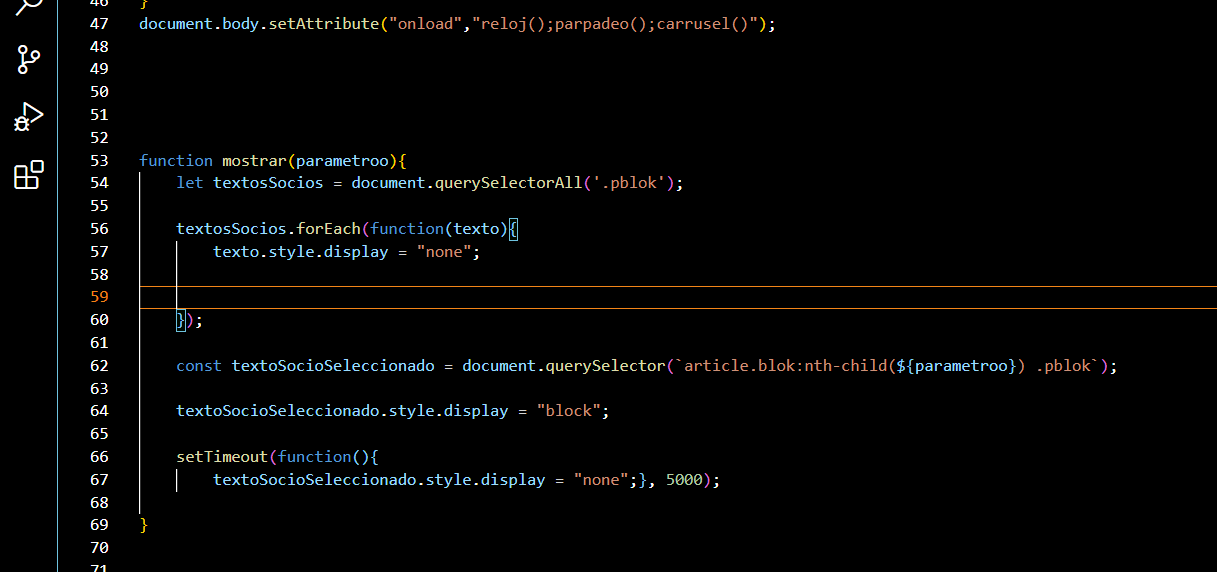 46 }
47 document.body.setAttribute("onload","reloj();parpadeo();carrusel()");
48
49
50
51
52
53 function mostrar(parametroo){
54 let textosSocios = document.querySelectorAll('.pblok');
55
56 textosSocios.forEach(function(texto){
57 texto.style.display = "none";
58
59
60 });
61
62 const textoSocioSeleccionado = document.querySelector(`article.blok:nth-child(${parametroo}) .pblok`);
63
64 textoSocioSeleccionado.style.display = "block";
65
66 setTimeout(function(){
67 textoSocioSeleccionado.style.display = "none";}, 5000);
68
69 }
70
71